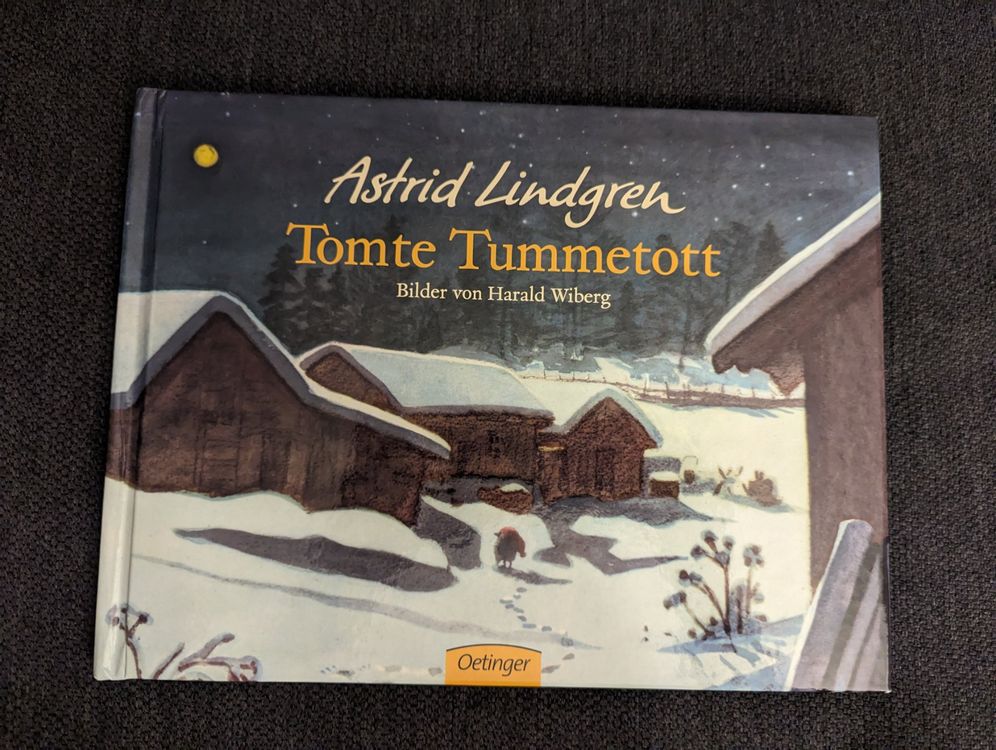 Astrid Lindgren
Tomte Tummetott
Bilder von Harald Wiberg
Oetinger